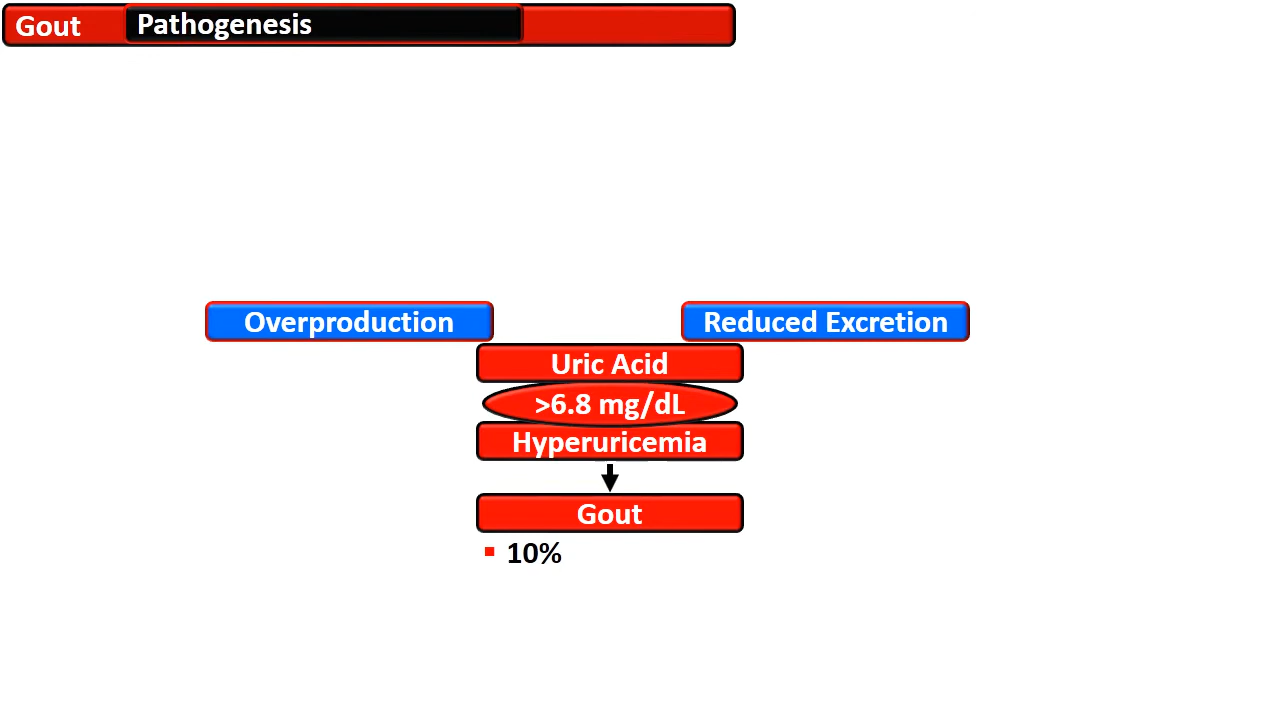 Gout Pathogenesis
Overproduction Reduced Excretion
Uric Acid
>6.8 mg/dL
Hyperuricemia
Gout
▪ 10%